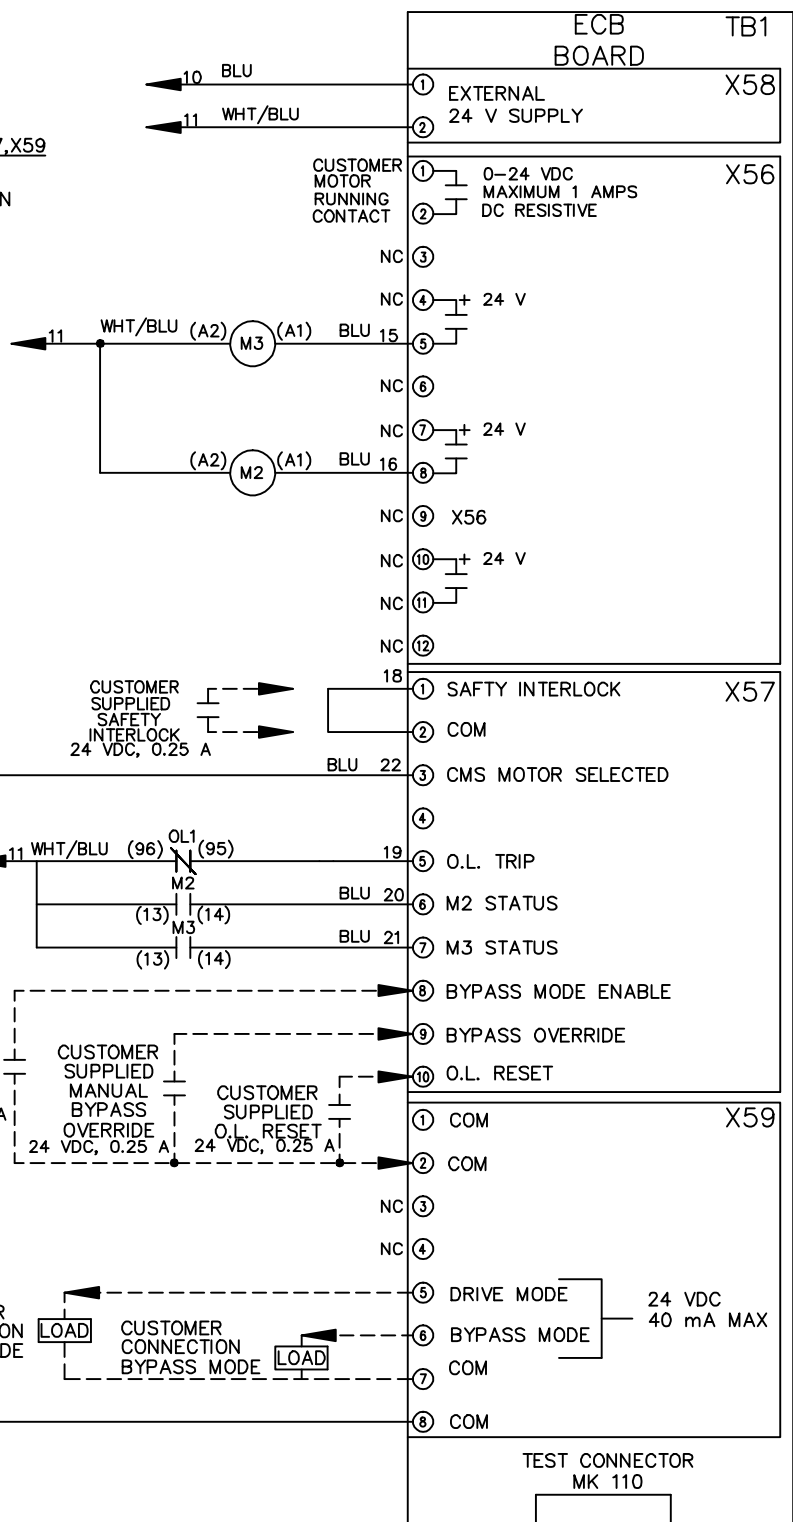 ECB TB1
BOARD
10 BLU
1 EXTERNAL X58
11 WHT/BLU
2 24 V SUPPLY
,X59
N
CUSTOMER
MOTOR
RUNNING
CONTACT
1 0-24 VDC X56
MAXIMUM 1 AMPS
2 DC RESISTIVE
NC 3
NC 4 + 24 V
11 WHT/BLU (A2) M3 (A1) BLU 15 5
NC 6
NC 7 + 24 V
(A2) M2 (A1) BLU 16 8
NC 9 X56
NC 10 + 24 V
NC 11
NC 12
CUSTOMER
SUPPLIED
SAFETY
INTERLOCK
24 VDC, 0.25 A
18 1 SAFTY INTERLOCK X57
2 COM
BLU 22 3 CMS MOTOR SELECTED
4
11 WHT/BLU (96) OL1 (95) 19 5 O.L. TRIP
M2
(13) (14) BLU 20 6 M2 STATUS
M3
(13) (14) BLU 21 7 M3 STATUS
8 BYPASS MODE ENABLE
9 BYPASS OVERRIDE
10 O.L. RESET
A
CUSTOMER
SUPPLIED
MANUAL
BYPASS
OVERRIDE
24 VDC, 0.25 A
CUSTOMER
SUPPLIED
O.L. RESET
24 VDC, 0.25 A
1 COM X59
2 COM
NC 3
NC 4
5 DRIVE MODE
24 VDC
40 mA MAX
6 BYPASS MODE
R
ON
DE
LOAD
CUSTOMER
CONNECTION
BYPASS MODE
LOAD
7 COM
8 COM
TEST CONNECTOR
MK 110